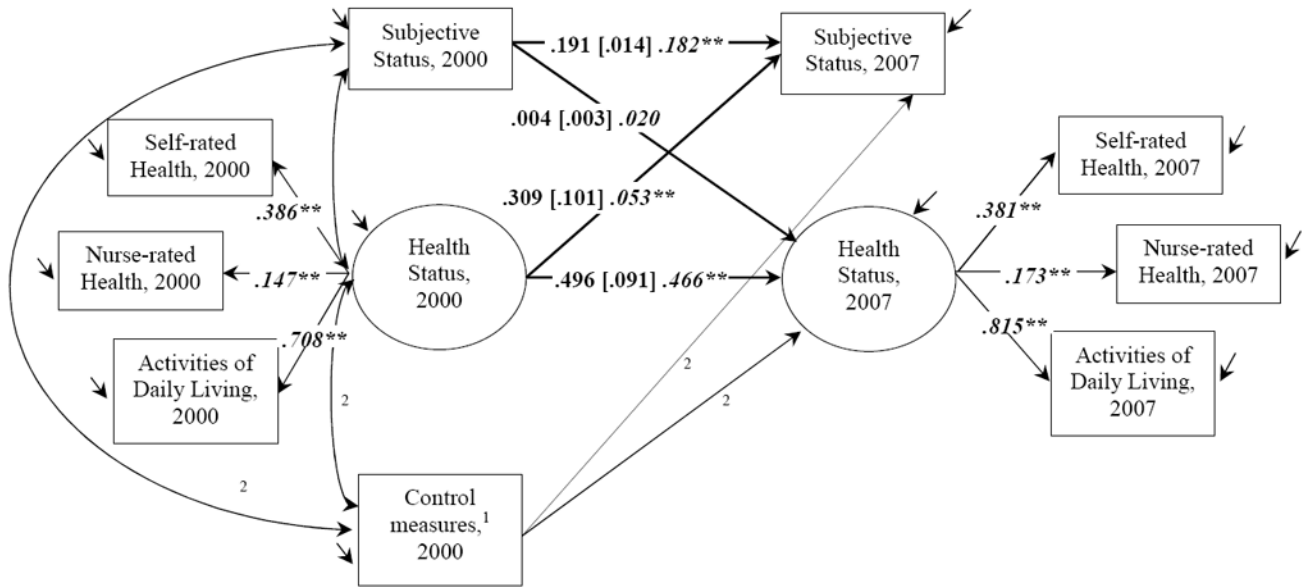 Subjective
Status, 2000
.191 [.014] .182**
Subjective
Status, 2007
.004 [.003] .020
Self-rated
Health, 2000
.386**
.309 [.101] .053**
Self-rated
Health, 2007
.381**
Nurse-rated
Health, 2000
.147**
Health
Status,
2000
.496 [.091] .466**
Health
Status,
2007
.173**
Nurse-rated
Health, 2007
.708**
.815**
Activities of
Daily Living,
2000
Activities of
Daily Living,
2007
2
2
2
2
Control
measures,1
2000